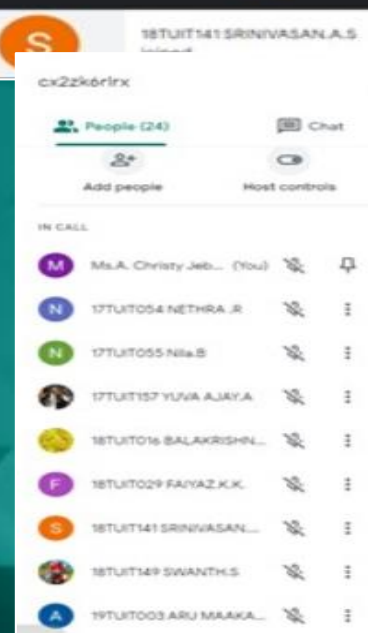 S
18TUIT141 SRINIVASAN.A.S
joined
cx2zk6rlrx
People (24) Chat
Add people Host controls
IN CALL
M Ms.A. Christy Jeb... (You)
N 17TUIT054 NETHRA .R
N 17TUIT055 Nila.B
17TUIT157 YUVA AJAY.A
18TUIT016 BALAKRISHN...
F 18TUIT029 FAIYAZ.K.K.
S 18TUIT141 SRINIVASAN....
18TUIT149 SWANTH.S
A 19TUIT003 ARU MAAKA...